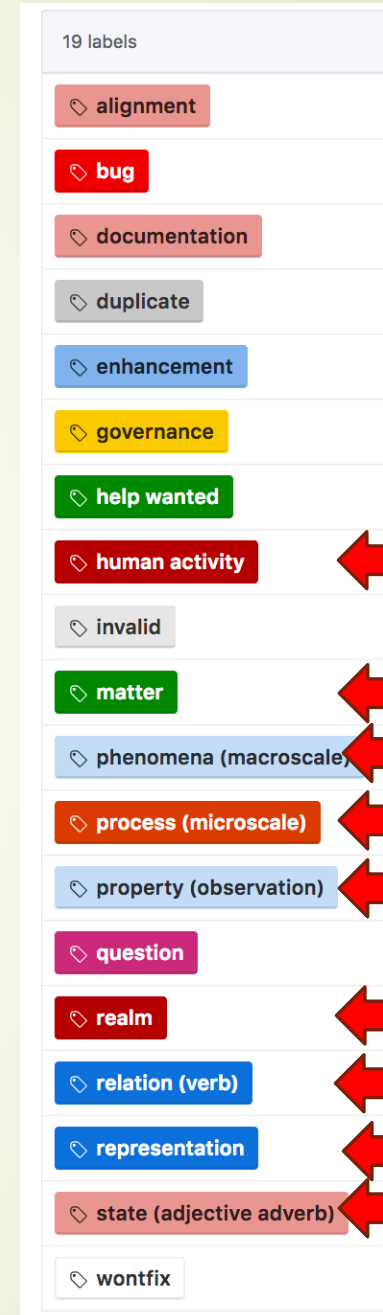 19 labels
alignment
bug
documentation
duplicate
enhancement
governance
help wanted
human activity
invalid
matter
phenomena (macroscale)
process (microscale)
property (observation)
question
realm
relation (verb)
representation
state (adjective adverb)
wontfix